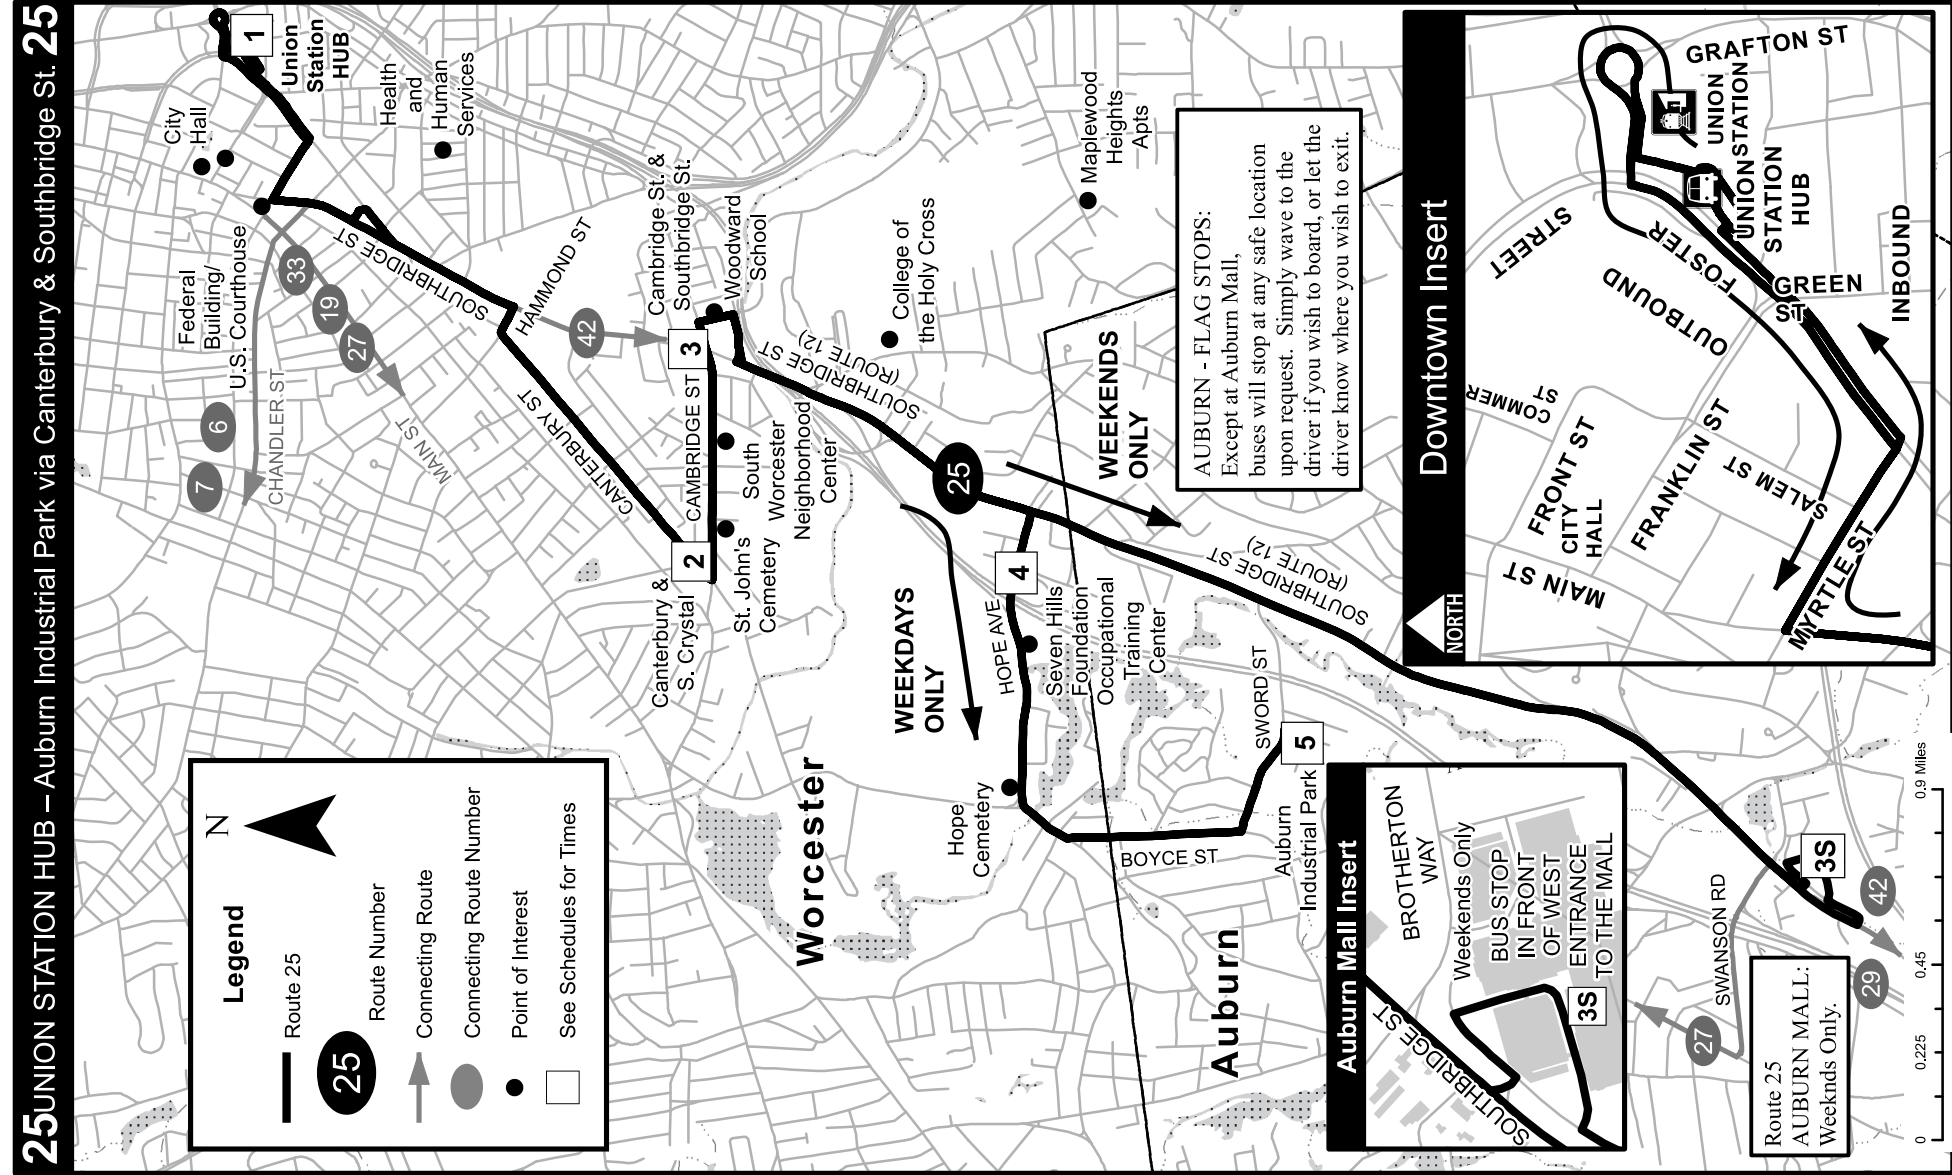 25 UNION STATION HUB – Auburn Industrial Park via Canterbury & Southbridge St. 25
Legend
N
Route 25
25
Route Number
Connecting Route
Connecting Route Number
Point of Interest
See Schedules for Times
1
Union
Station
HUB
City
Hall
Health
and
Human
Services
Federal
Building/
U.S. Courthouse
33
19
27
6
7
CHANDLER ST
MAIN ST
SOUTHBRIDGE ST
HAMMOND ST
42
CANTERBURY ST
Cambridge St. &
Southbridge St.
3
Woodward
School
CAMBRIDGE ST
2
Canterbury &
S. Crystal
St. John's
Cemetery
South
Worcester
Neighborhood
Center
SOUTHBRIDGE ST
(ROUTE 12)
College of
the Holy Cross
Maplewood
Heights
Apts
25
WEEKDAYS
ONLY
WEEKENDS
ONLY
4
HOPE AVE
Seven Hills
Foundation
Occupational
Training
Center
Hope
Cemetery
Worcester
Auburn
BOYCE ST
SWORD ST
5
Auburn
Industrial Park
SOUTHBRIDGE ST
(ROUTE 12)
AUBURN - FLAG STOPS:
Except at Auburn Mall,
buses will stop at any safe location
upon request. Simply wave to the
driver if you wish to board, or let the
driver know where you wish to exit.
Auburn Mall Insert
BROTHERTON
WAY
Weekends Only
BUS STOP
IN FRONT
OF WEST
ENTRANCE
TO THE MALL
3S
SOUTHBRIDGE ST
SWANSON RD
27
3S
42
29
Route 25
AUBURN MALL:
Weeknds Only.
0
0.225
0.45
0.9 Miles
Downtown Insert
NORTH
GRAFTON ST
UNION
STATION
UNION
STATION
HUB
FOSTER
STREET
OUTBOUND
GREEN
ST
INBOUND
COMMER
ST
FRONT ST
CITY
HALL
FRANKLIN ST
SALEM ST
MAIN ST
MYRTLE ST